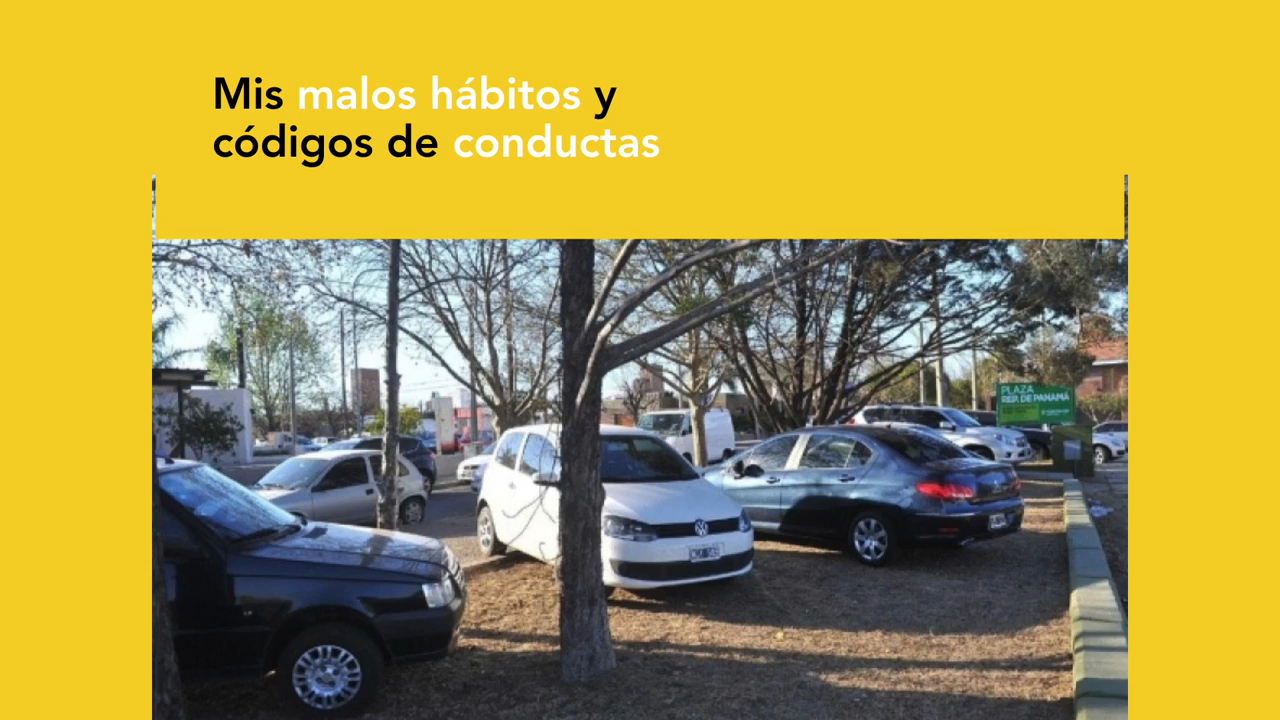 Mis malos hábitos y
códigos de conductas
PLAZA
REP. DE PANAMÁ